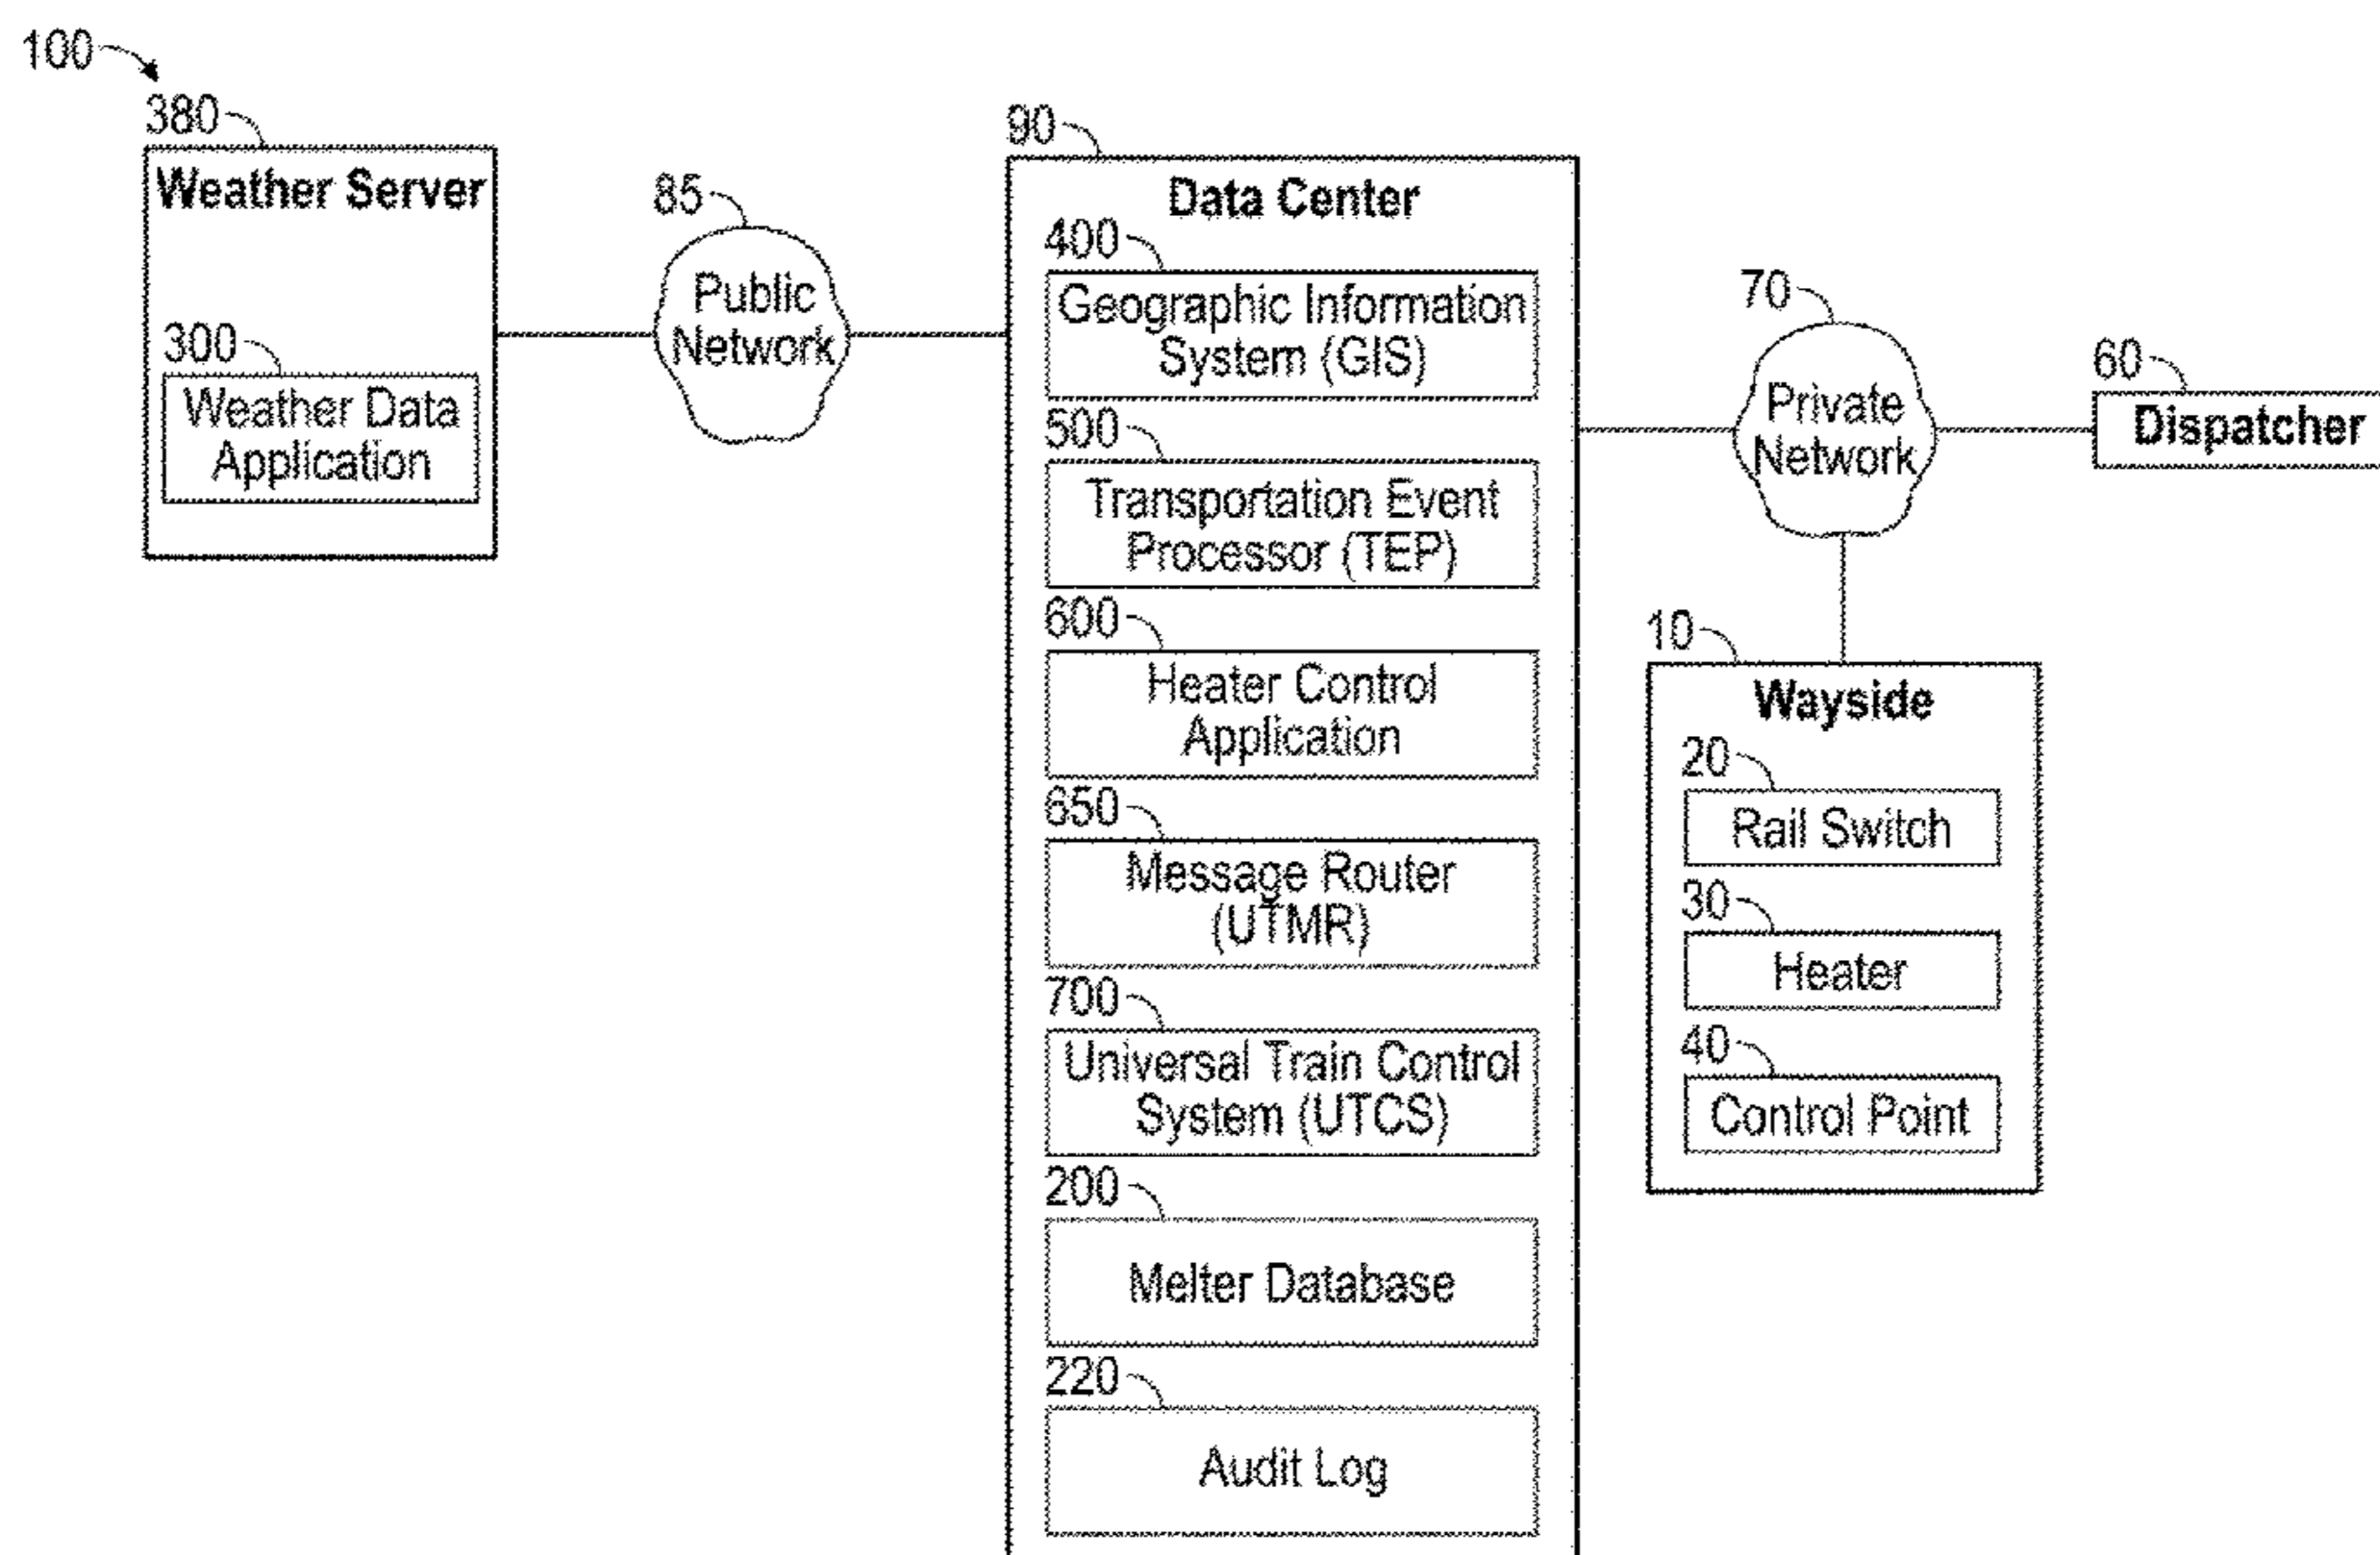 100
380
Weather Server
300
Weather Data
Application
85
Public
Network
90
Data Center
400
Geographic Information
System (GIS)
500
Transportation Event
Processor (TEP)
600
Heater Control
Application
650
Message Router
(UTMR)
700
Universal Train Control
System (UTCS)
200
Melter Database
220
Audit Log
70
Private
Network
60
Dispatcher
10
Wayside
20
Rail Switch
30
Heater
40
Control Point